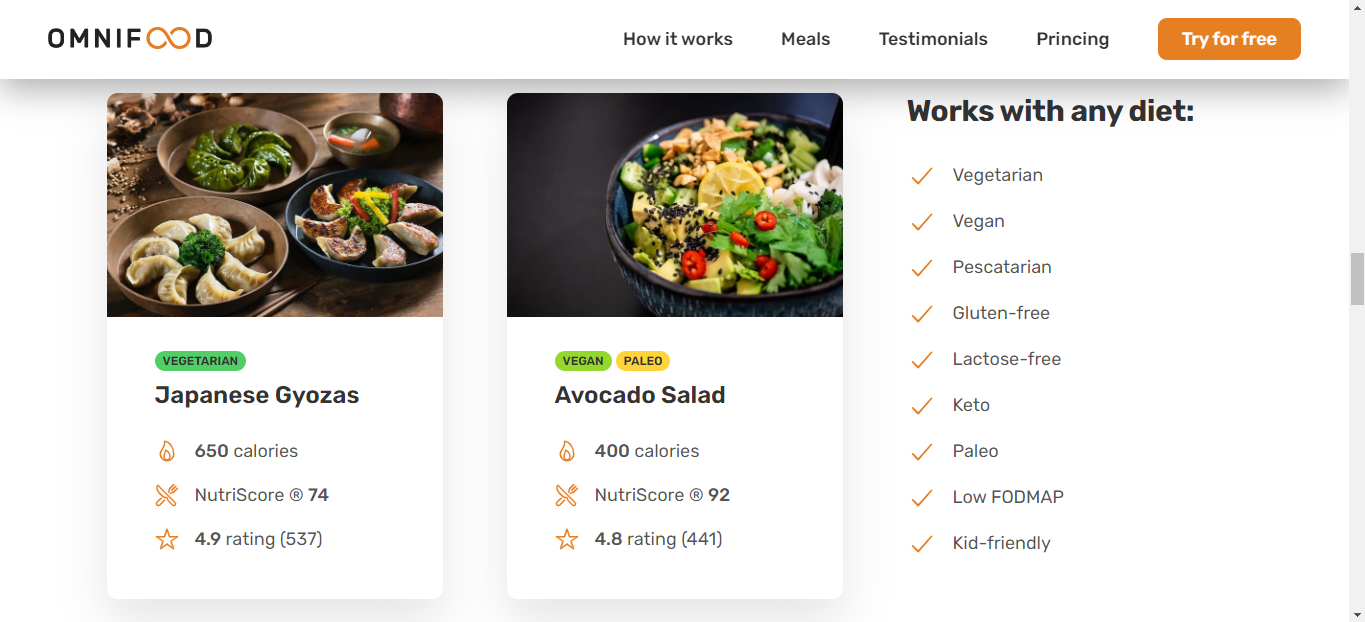 OMNIFOOD
How it works Meals Testimonials Princing Try for free
VEGETARIAN
Japanese Gyozas
650 calories
NutriScore ® 74
4.9 rating (537)
VEGAN PALEO
Avocado Salad
400 calories
NutriScore ® 92
4.8 rating (441)
Works with any diet:
Vegetarian
Vegan
Pescatarian
Gluten-free
Lactose-free
Keto
Paleo
Low FODMAP
Kid-friendly